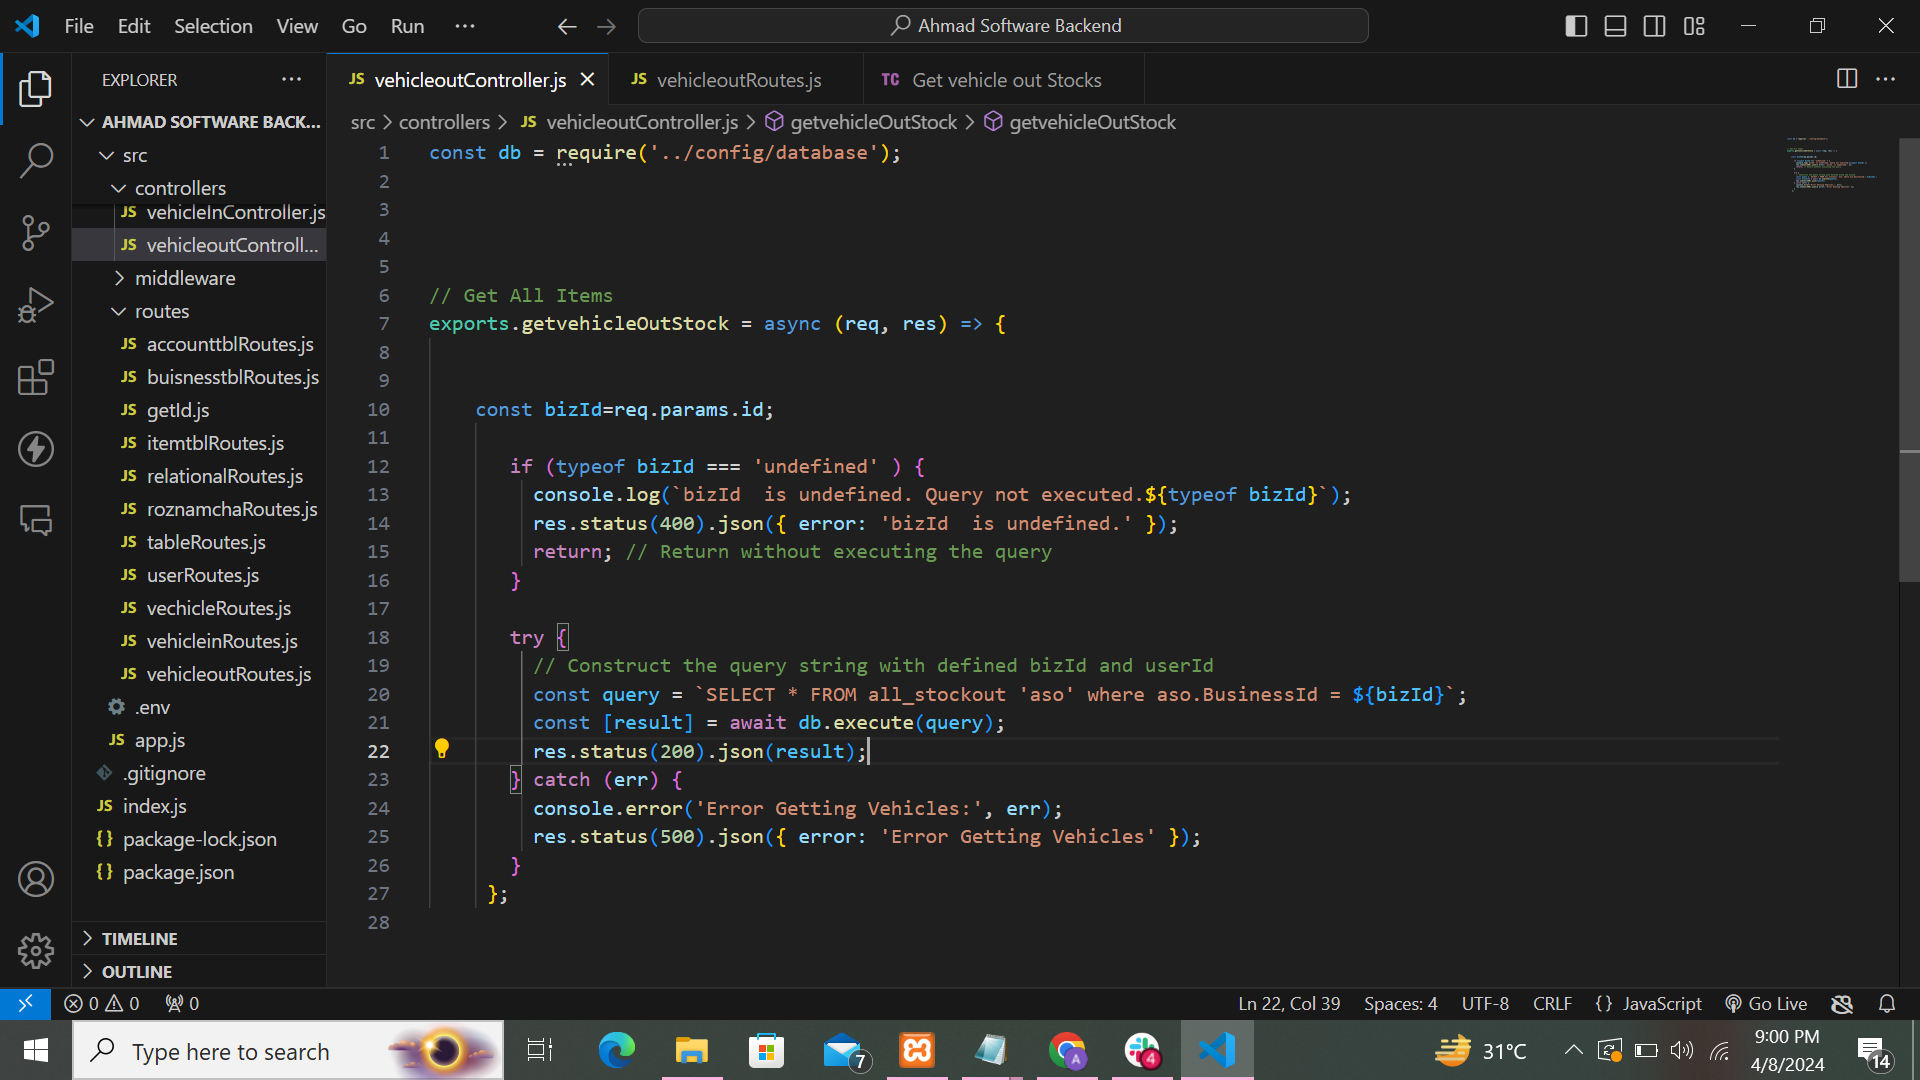 File Edit Selection View Go Run ···
Ahmad Software Backend
EXPLORER ···
AHMAD SOFTWARE BACK...
src
controllers
JS vehicleInController.js
JS vehicleoutControll...
middleware
routes
JS accounttblRoutes.js
JS buisnesstblRoutes.js
JS getId.js
JS itemtblRoutes.js
JS relationalRoutes.js
JS roznamchaRoutes.js
JS tableRoutes.js
JS userRoutes.js
JS vechicleRoutes.js
JS vehicleinRoutes.js
JS vehicleoutRoutes.js
.env
JS app.js
.gitignore
JS index.js
{} package-lock.json
{} package.json
TIMELINE
OUTLINE
JS vehicleoutController.js
JS vehicleoutRoutes.js
TC Get vehicle out Stocks
src > controllers > JS vehicleoutController.js > getvehicleOutStock > getvehicleOutStock
1 const db = require('../config/database');
2
3
4
5
6 // Get All Items
7 exports.getvehicleOutStock = async (req, res) => {
8
9
10 const bizId=req.params.id;
11
12 if (typeof bizId === 'undefined' ) {
13 console.log(`bizId  is undefined. Query not executed.${typeof bizId}`);
14 res.status(400).json({ error: 'bizId  is undefined.' });
15 return; // Return without executing the query
16 }
17
18 try {
19 // Construct the query string with defined bizId and userId
20 const query = `SELECT * FROM all_stockout 'aso' where aso.BusinessId = ${bizId}`;
21 const [result] = await db.execute(query);
22 res.status(200).json(result);
23 } catch (err) {
24 console.error('Error Getting Vehicles:', err);
25 res.status(500).json({ error: 'Error Getting Vehicles' });
26 }
27 };
28
0 0 0
Ln 22, Col 39 Spaces: 4 UTF-8 CRLF {} JavaScript Go Live
Type here to search
7
A
4
31°C
9:00 PM
4/8/2024
14